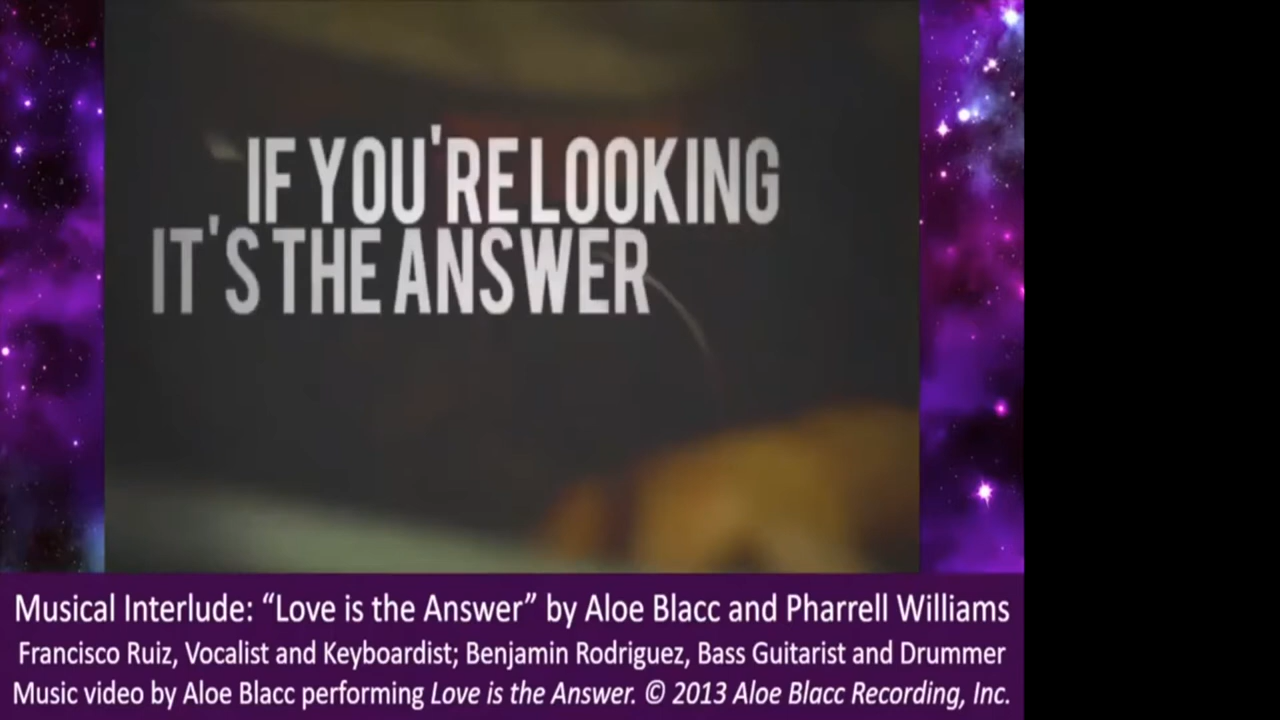 IF YOU'RE LOOKING
IT'S THE ANSWER
Musical Interlude: “Love is the Answer” by Aloe Blacc and Pharrell Williams
Francisco Ruiz, Vocalist and Keyboardist; Benjamin Rodriguez, Bass Guitarist and Drummer
Music video by Aloe Blacc performing Love is the Answer. © 2013 Aloe Blacc Recording, Inc.